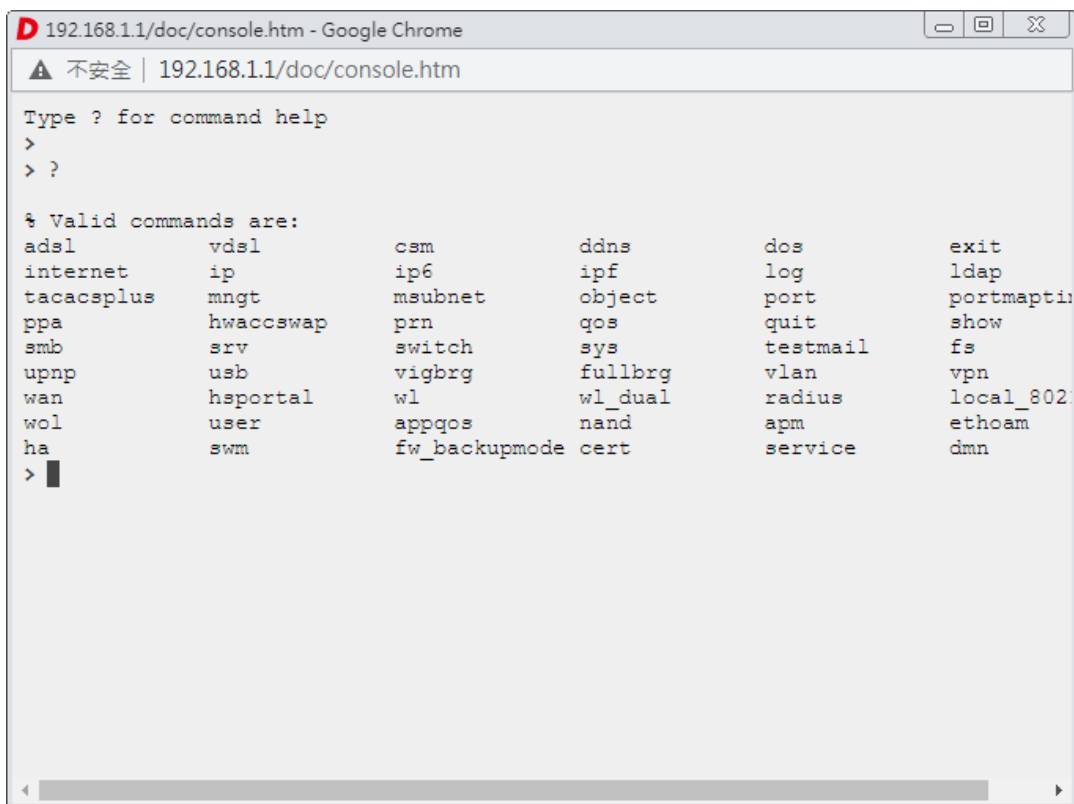 D 192.168.1.1/doc/console.htm - Google Chrome
不安全 | 192.168.1.1/doc/console.htm
Type ? for command help
>
> ?
% Valid commands are:
adsl vdsl csm ddns dos exit
internet ip ip6 ipf log ldap
tacacsplus mngt msubnet object port
ppa hwaccswap prn qos quit show
smb srv switch sys testmail fs
upnp usb vigbrg fullbrg vlan vpn
wan hsportal wl wl_dual radius
wol user appqos nand apm ethoam
ha swm fw_backupmode cert service dmn
>